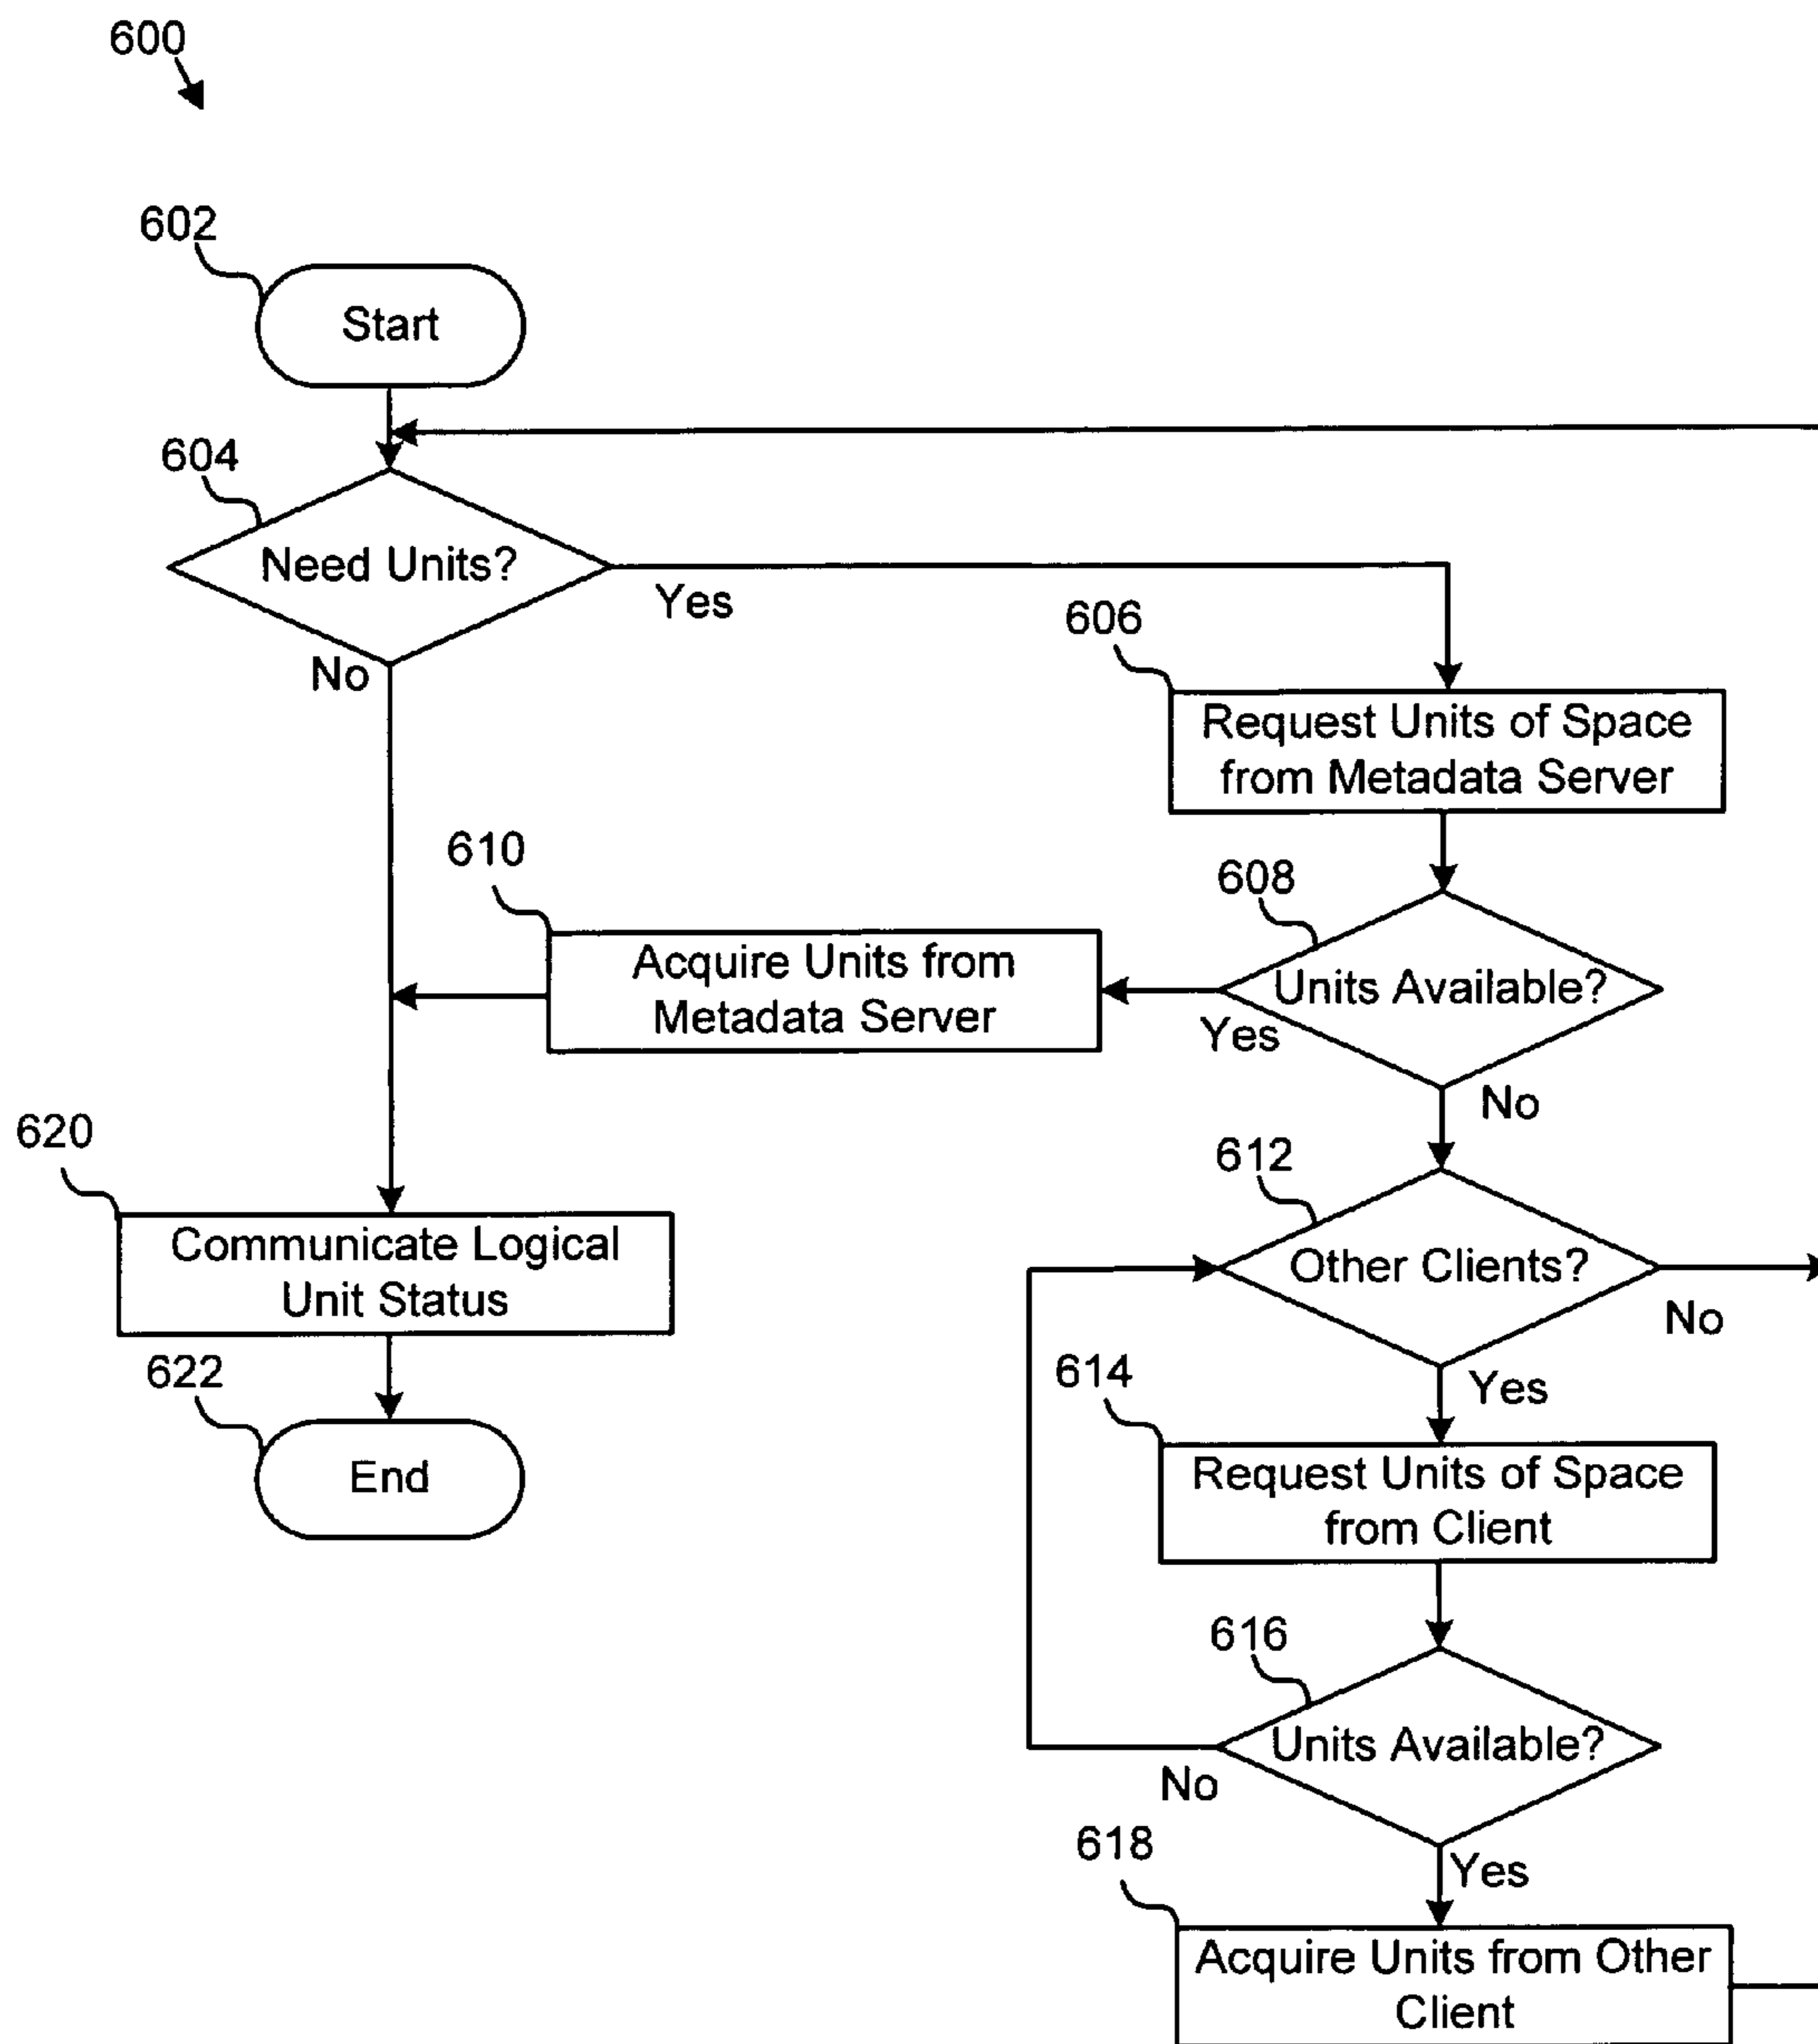 600
602
Start
604
Need Units?
Yes
No
606
Request Units of Space
from Metadata Server
610
Acquire Units from
Metadata Server
608
Units Available?
Yes
No
620
Communicate Logical
Unit Status
612
Other Clients?
No
Yes
622
End
614
Request Units of Space
from Client
616
Units Available?
No
Yes
618
Acquire Units from Other
Client